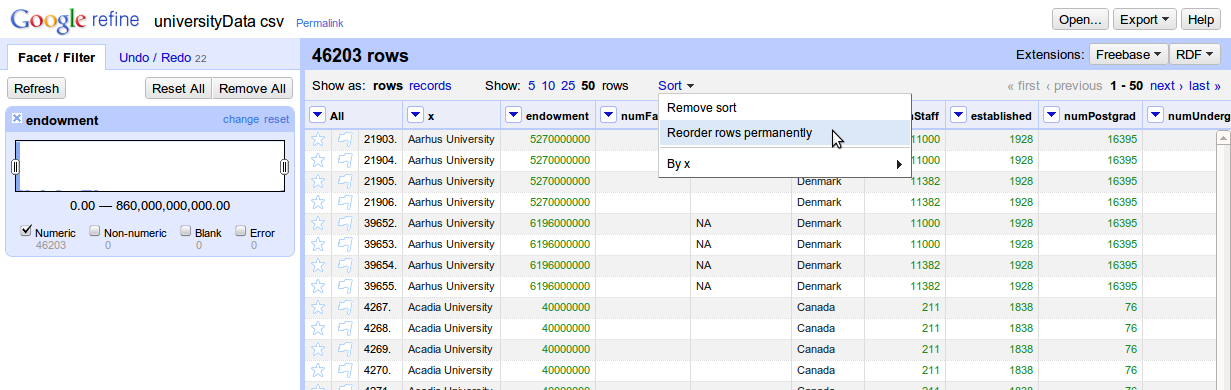 Google refine universityData csv Permalink Open... Export Help
Facet / Filter Undo / Redo 22
46203 rows Extensions: Freebase RDF
Refresh Reset All Remove All
Show as: rows records Show: 5 10 25 50 rows Sort « first ‹ previous 1 - 50 next › last »
endowment change reset
0.00 — 860,000,000,000.00
Numeric Non-numeric Blank Error
46203 0 0 0
Remove sort
Reorder rows permanently
By x
All x endowment numFa mStaff established numPostgrad numUnderg
21903. Aarhus University 5270000000 11000 1928 16395
21904. Aarhus University 5270000000 11000 1928 16395
21905. Aarhus University 5270000000 Denmark 11382 1928 16395
21906. Aarhus University 5270000000 Denmark 11382 1928 16395
39652. Aarhus University 6196000000 NA Denmark 11000 1928 16395
39653. Aarhus University 6196000000 NA Denmark 11000 1928 16395
39654. Aarhus University 6196000000 NA Denmark 11382 1928 16395
39655. Aarhus University 6196000000 NA Denmark 11382 1928 16395
4267. Acadia University 40000000 Canada 211 1838 76
4268. Acadia University 40000000 Canada 211 1838 76
4269. Acadia University 40000000 Canada 211 1838 76
4270. Acadia University 40000000 Canada 211 1838 76